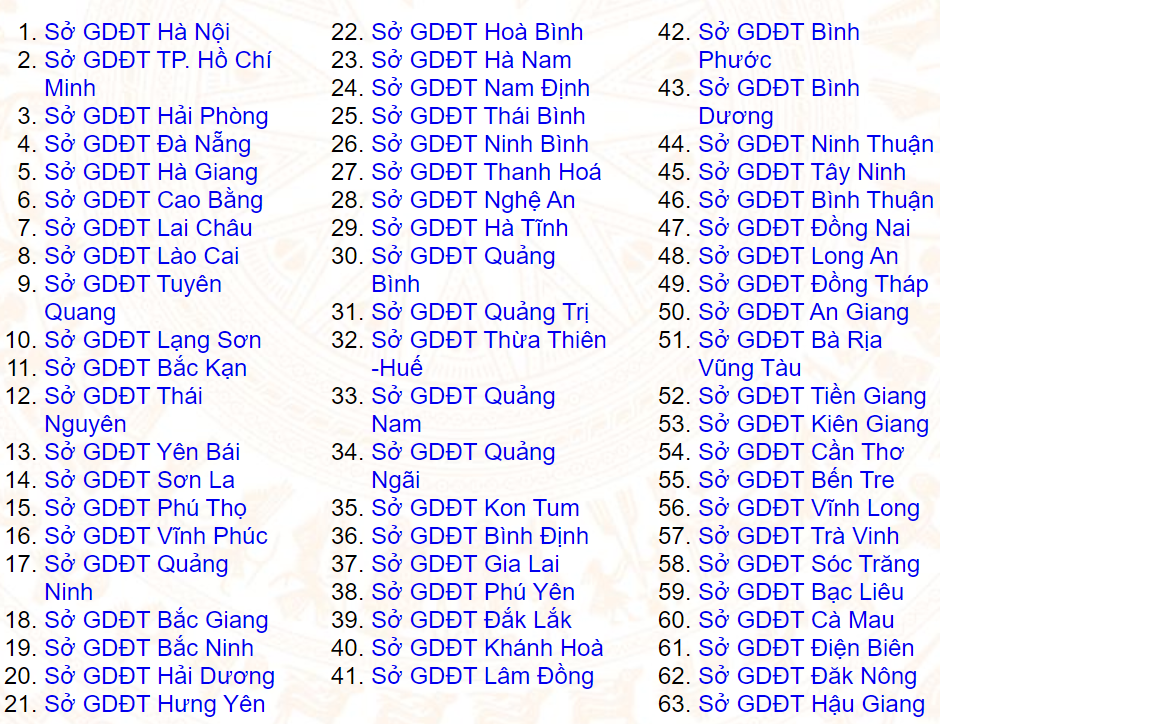 1. Sở GDĐT Hà Nội
2. Sở GDĐT TP. Hồ Chí
Minh
3. Sở GDĐT Hải Phòng
4. Sở GDĐT Đà Nẵng
5. Sở GDĐT Hà Giang
6. Sở GDĐT Cao Bằng
7. Sở GDĐT Lai Châu
8. Sở GDĐT Lào Cai
9. Sở GDĐT Tuyên
Quang
10. Sở GDĐT Lạng Sơn
11. Sở GDĐT Bắc Kạn
12. Sở GDĐT Thái
Nguyên
13. Sở GDĐT Yên Bái
14. Sở GDĐT Sơn La
15. Sở GDĐT Phú Thọ
16. Sở GDĐT Vĩnh Phúc
17. Sở GDĐT Quảng
Ninh
18. Sở GDĐT Bắc Giang
19. Sở GDĐT Bắc Ninh
20. Sở GDĐT Hải Dương
21. Sở GDĐT Hưng Yên
22. Sở GDĐT Hoà Bình
23. Sở GDĐT Hà Nam
24. Sở GDĐT Nam Định
25. Sở GDĐT Thái Bình
26. Sở GDĐT Ninh Bình
27. Sở GDĐT Thanh Hoá
28. Sở GDĐT Nghệ An
29. Sở GDĐT Hà Tĩnh
30. Sở GDĐT Quảng
Bình
31. Sở GDĐT Quảng Trị
32. Sở GDĐT Thừa Thiên
-Huế
33. Sở GDĐT Quảng
Nam
34. Sở GDĐT Quảng
Ngãi
35. Sở GDĐT Kon Tum
36. Sở GDĐT Bình Định
37. Sở GDĐT Gia Lai
38. Sở GDĐT Phú Yên
39. Sở GDĐT Đắk Lắk
40. Sở GDĐT Khánh Hoà
41. Sở GDĐT Lâm Đồng
42. Sở GDĐT Bình
Phước
43. Sở GDĐT Bình
Dương
44. Sở GDĐT Ninh Thuận
45. Sở GDĐT Tây Ninh
46. Sở GDĐT Bình Thuận
47. Sở GDĐT Đồng Nai
48. Sở GDĐT Long An
49. Sở GDĐT Đồng Tháp
50. Sở GDĐT An Giang
51. Sở GDĐT Bà Rịa
Vũng Tàu
52. Sở GDĐT Tiền Giang
53. Sở GDĐT Kiên Giang
54. Sở GDĐT Cần Thơ
55. Sở GDĐT Bến Tre
56. Sở GDĐT Vĩnh Long
57. Sở GDĐT Trà Vinh
58. Sở GDĐT Sóc Trăng
59. Sở GDĐT Bạc Liêu
60. Sở GDĐT Cà Mau
61. Sở GDĐT Điện Biên
62. Sở GDĐT Đăk Nông
63. Sở GDĐT Hậu Giang